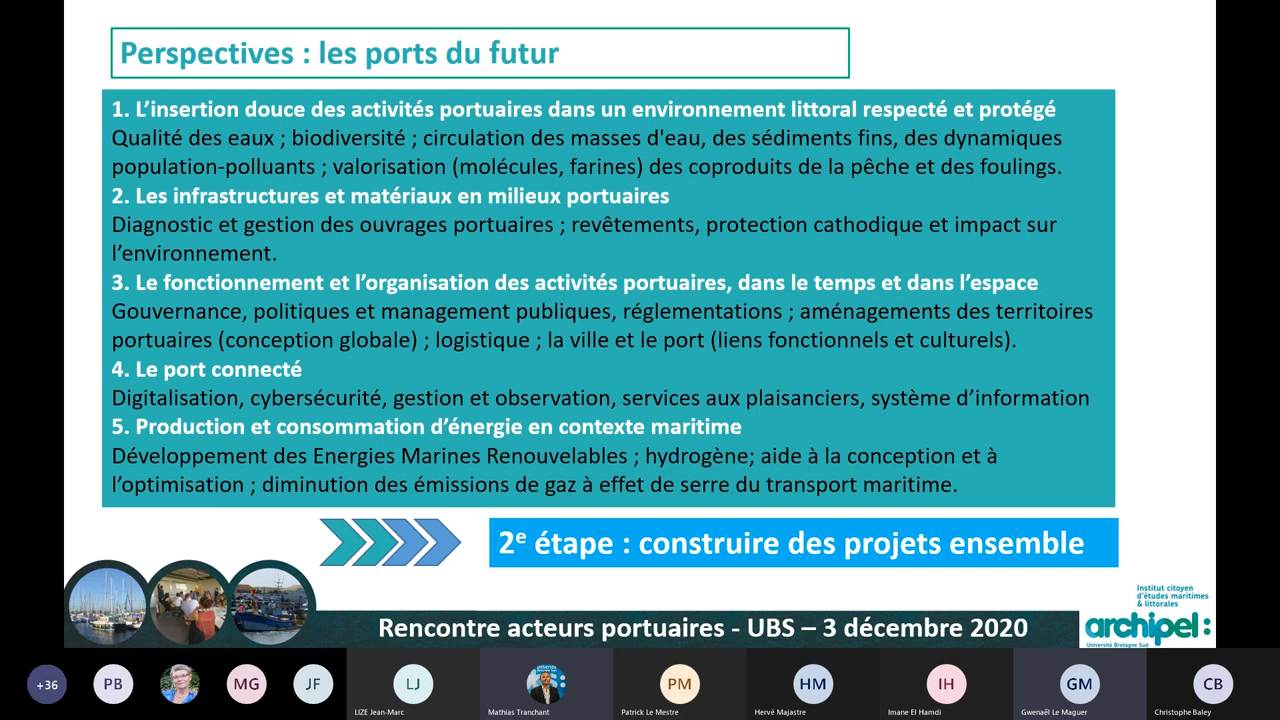 Perspectives : les ports du futur
1. L’insertion douce des activités portuaires dans un environnement littoral respecté et protégé
Qualité des eaux ; biodiversité ; circulation des masses d'eau, des sédiments fins, des dynamiques
population-polluants ; valorisation (molécules, farines) des coproduits de la pêche et des foulings.
2. Les infrastructures et matériaux en milieux portuaires
Diagnostic et gestion des ouvrages portuaires ; revêtements, protection cathodique et impact sur
l’environnement.
3. Le fonctionnement et l’organisation des activités portuaires, dans le temps et dans l’espace
Gouvernance, politiques et management publiques, réglementations ; aménagements des territoires
portuaires (conception globale) ; logistique ; la ville et le port (liens fonctionnels et culturels).
4. Le port connecté
Digitalisation, cybersécurité, gestion et observation, services aux plaisanciers, système d’information
5. Production et consommation d’énergie en contexte maritime
Développement des Energies Marines Renouvelables ; hydrogène; aide à la conception et à
l’optimisation ; diminution des émissions de gaz à effet de serre du transport maritime.
2e étape : construire des projets ensemble
Institut citoyen
d'études maritimes
& littorales
archipel:
Université Bretagne Sud
Rencontre acteurs portuaires - UBS – 3 décembre 2020
+36
PB
MG
JF
LJ
PM
HM
IH
GM
CB
LIZE Jean-Marc
Mathias Tranchant
Patrick Le Mestre
Hervé Majastre
Imane El Hamdi
Gwenaël Le Maguer
Christophe Baley